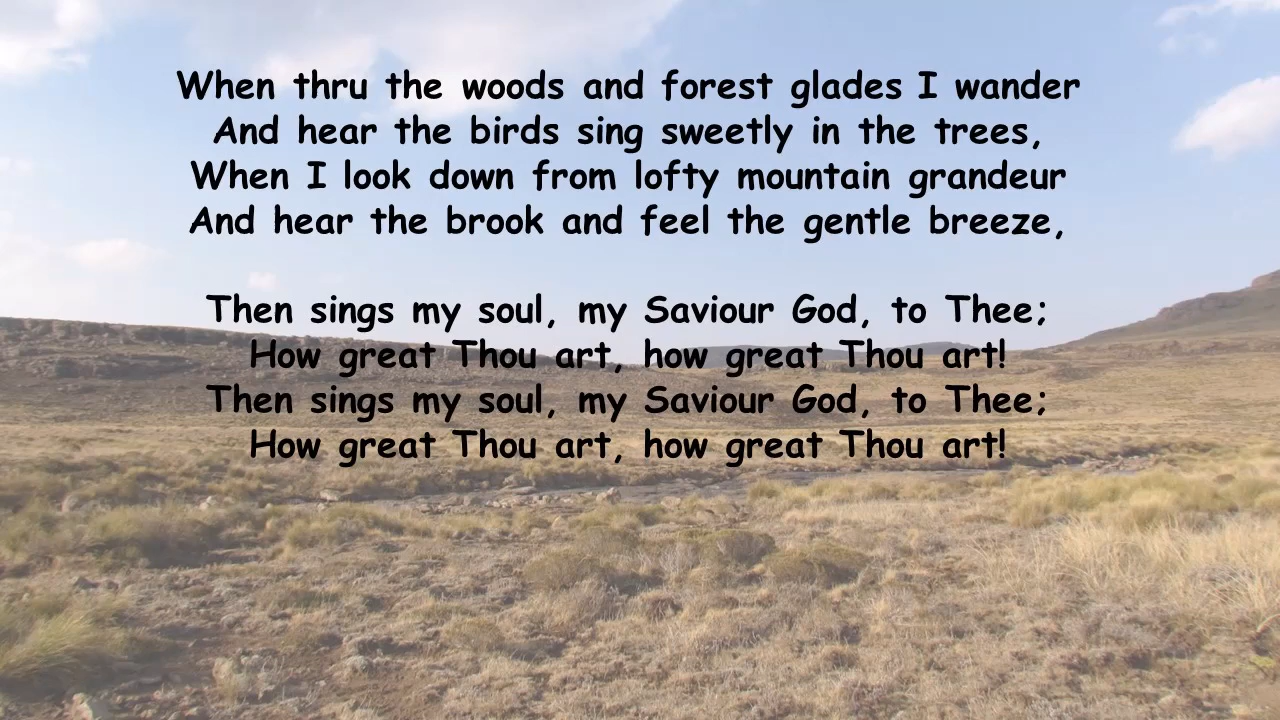 When thru the woods and forest glades I wander
And hear the birds sing sweetly in the trees,
When I look down from lofty mountain grandeur
And hear the brook and feel the gentle breeze,
Then sings my soul, my Saviour God, to Thee;
How great Thou art, how great Thou art!
Then sings my soul, my Saviour God, to Thee;
How great Thou art, how great Thou art!